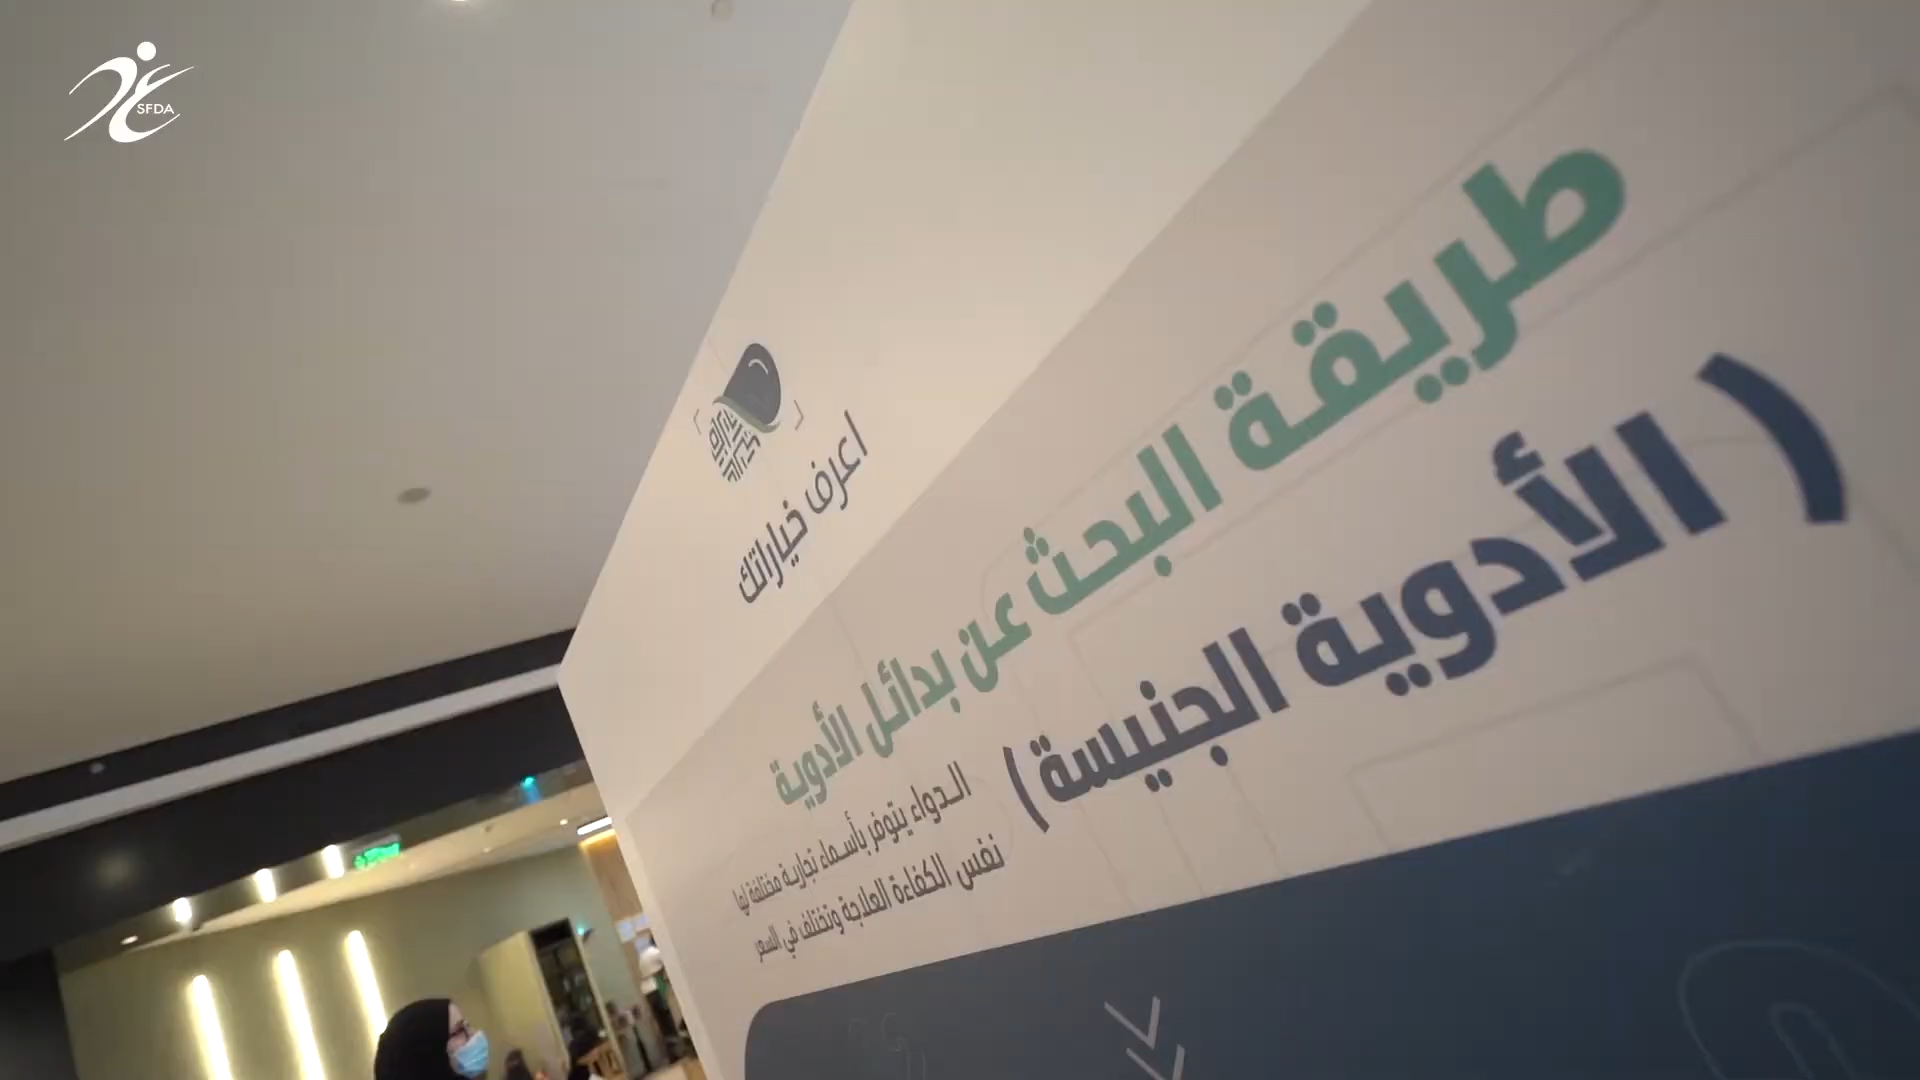 SFDA
اعرف خياراتك
طريقة البحث عن بدائل الأدوية
(الأدوية الجنيسة)
الدواء يتوفر بأسماء تجارية مختلفة لها
نفس الكفاءة العلاجة وتختلف في السعر